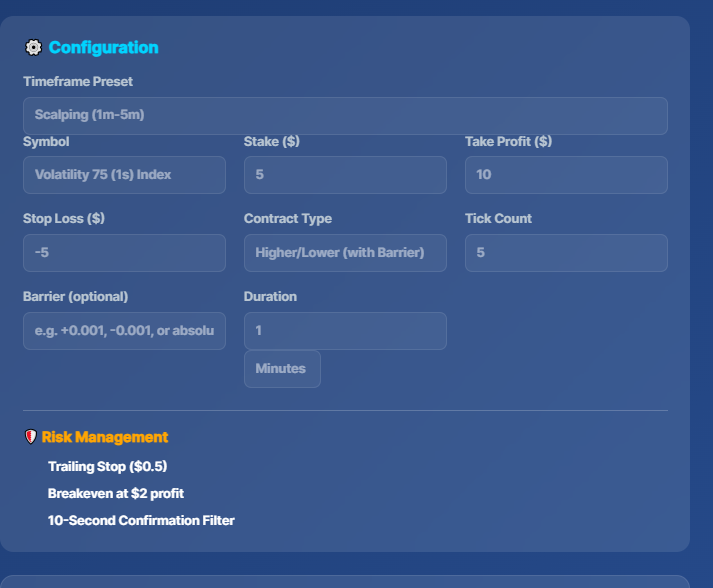 Configuration
Timeframe Preset
Scalping (1m-5m)
Symbol Stake ($) Take Profit ($)
Volatility 75 (1s) Index 5 10
Stop Loss ($) Contract Type Tick Count
-5 Higher/Lower (with Barrier) 5
Barrier (optional) Duration
e.g. +0.001, -0.001, or absolu 1
Minutes
Risk Management
Trailing Stop ($0.5)
Breakeven at $2 profit
10-Second Confirmation Filter